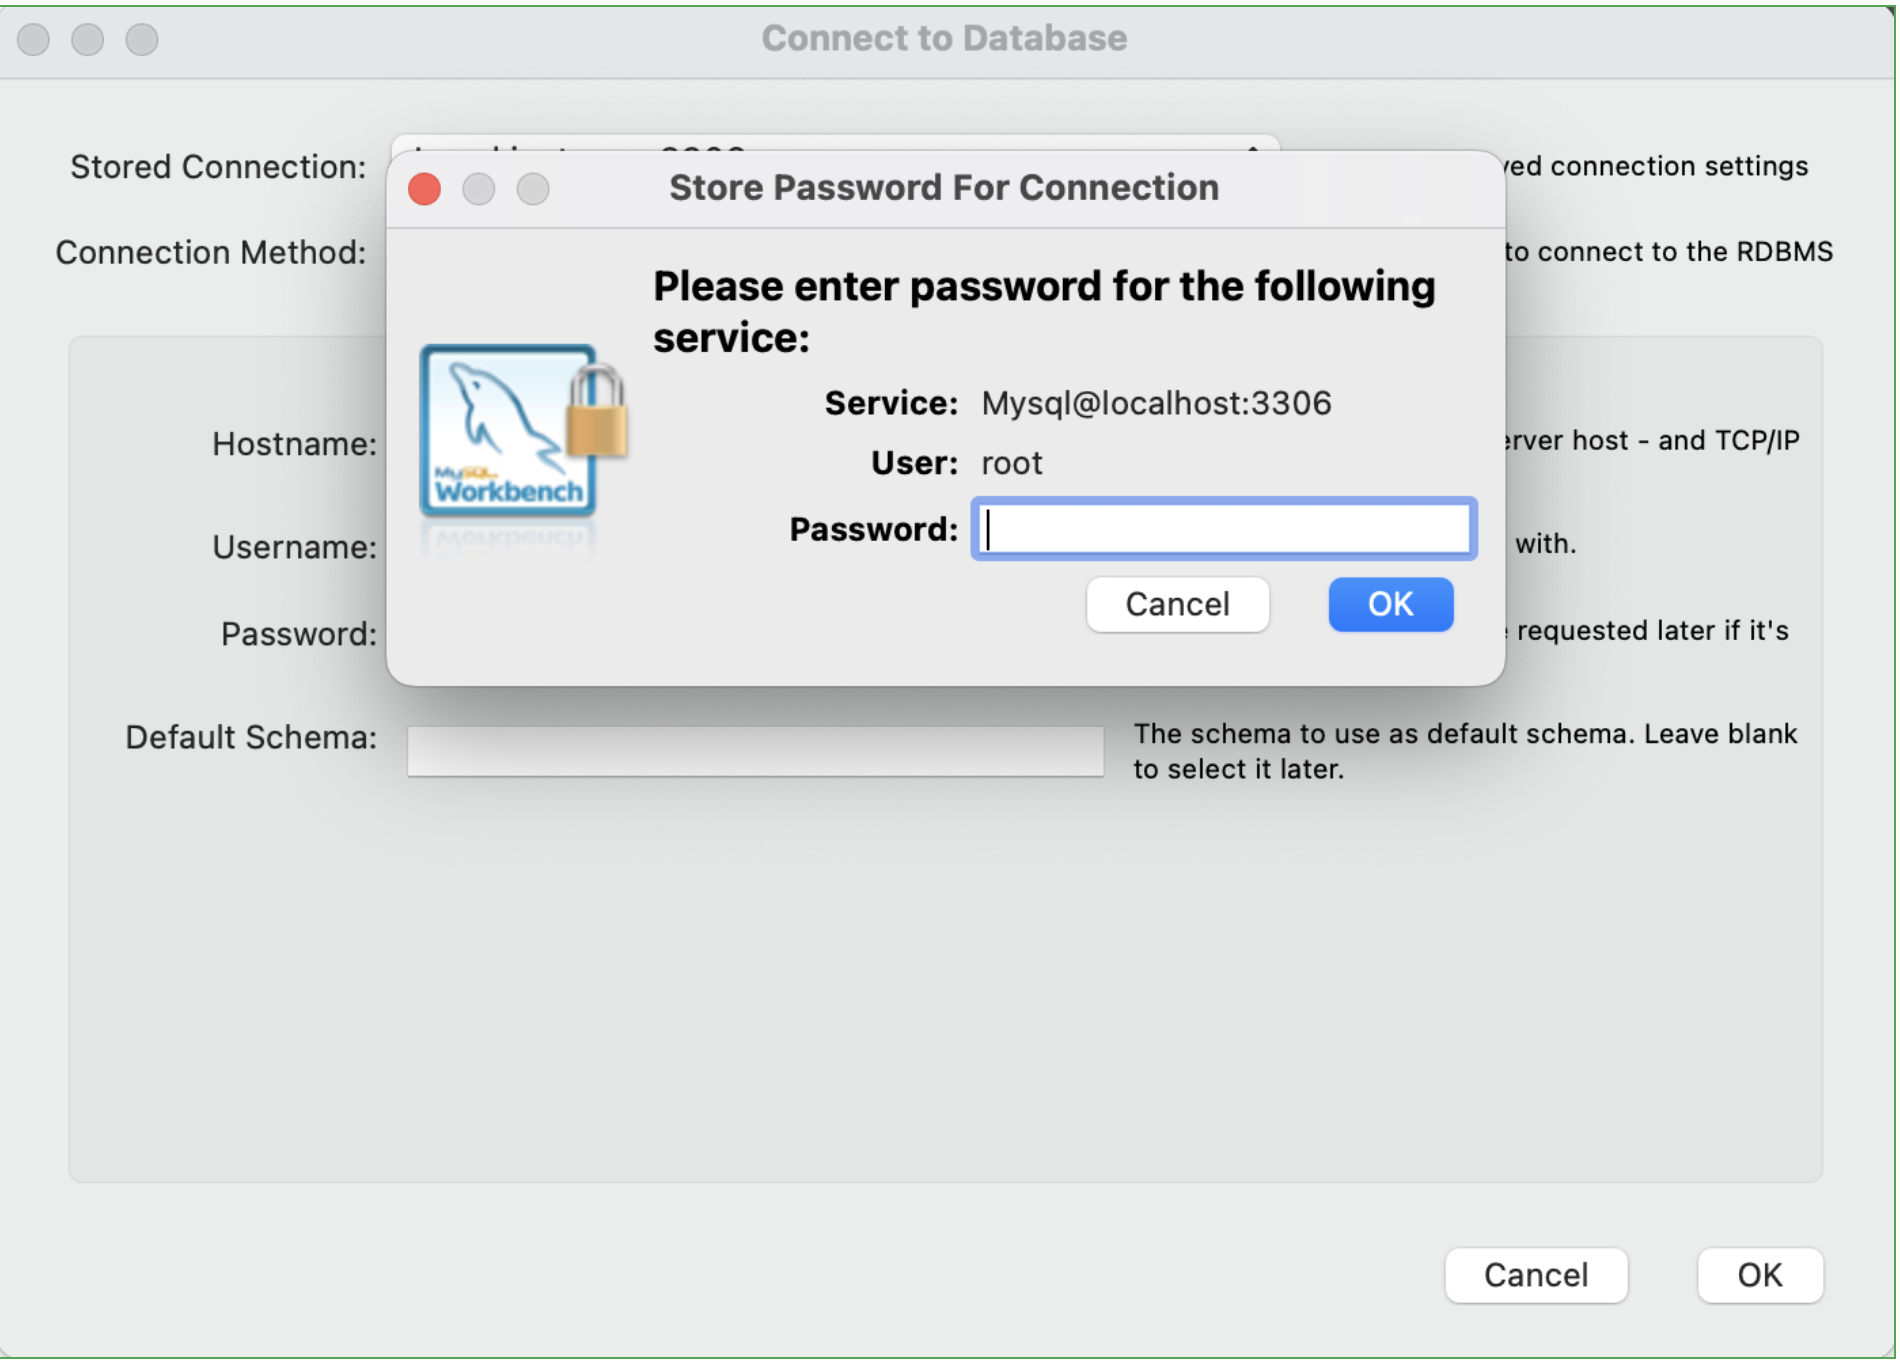 Connect to Database
Stored Connection:
connection settings
Store Password For Connection
Connection Method:
to connect to the RDBMS
Please enter password for the following
service:
Service: Mysql@localhost:3306
User: root
Password:
Cancel OK
MySQL
Workbench
Hostname:
host - and TCP/IP
Username:
with.
Password:
requested later if it's
Default Schema:
The schema to use as default schema. Leave blank
to select it later.
Cancel OK